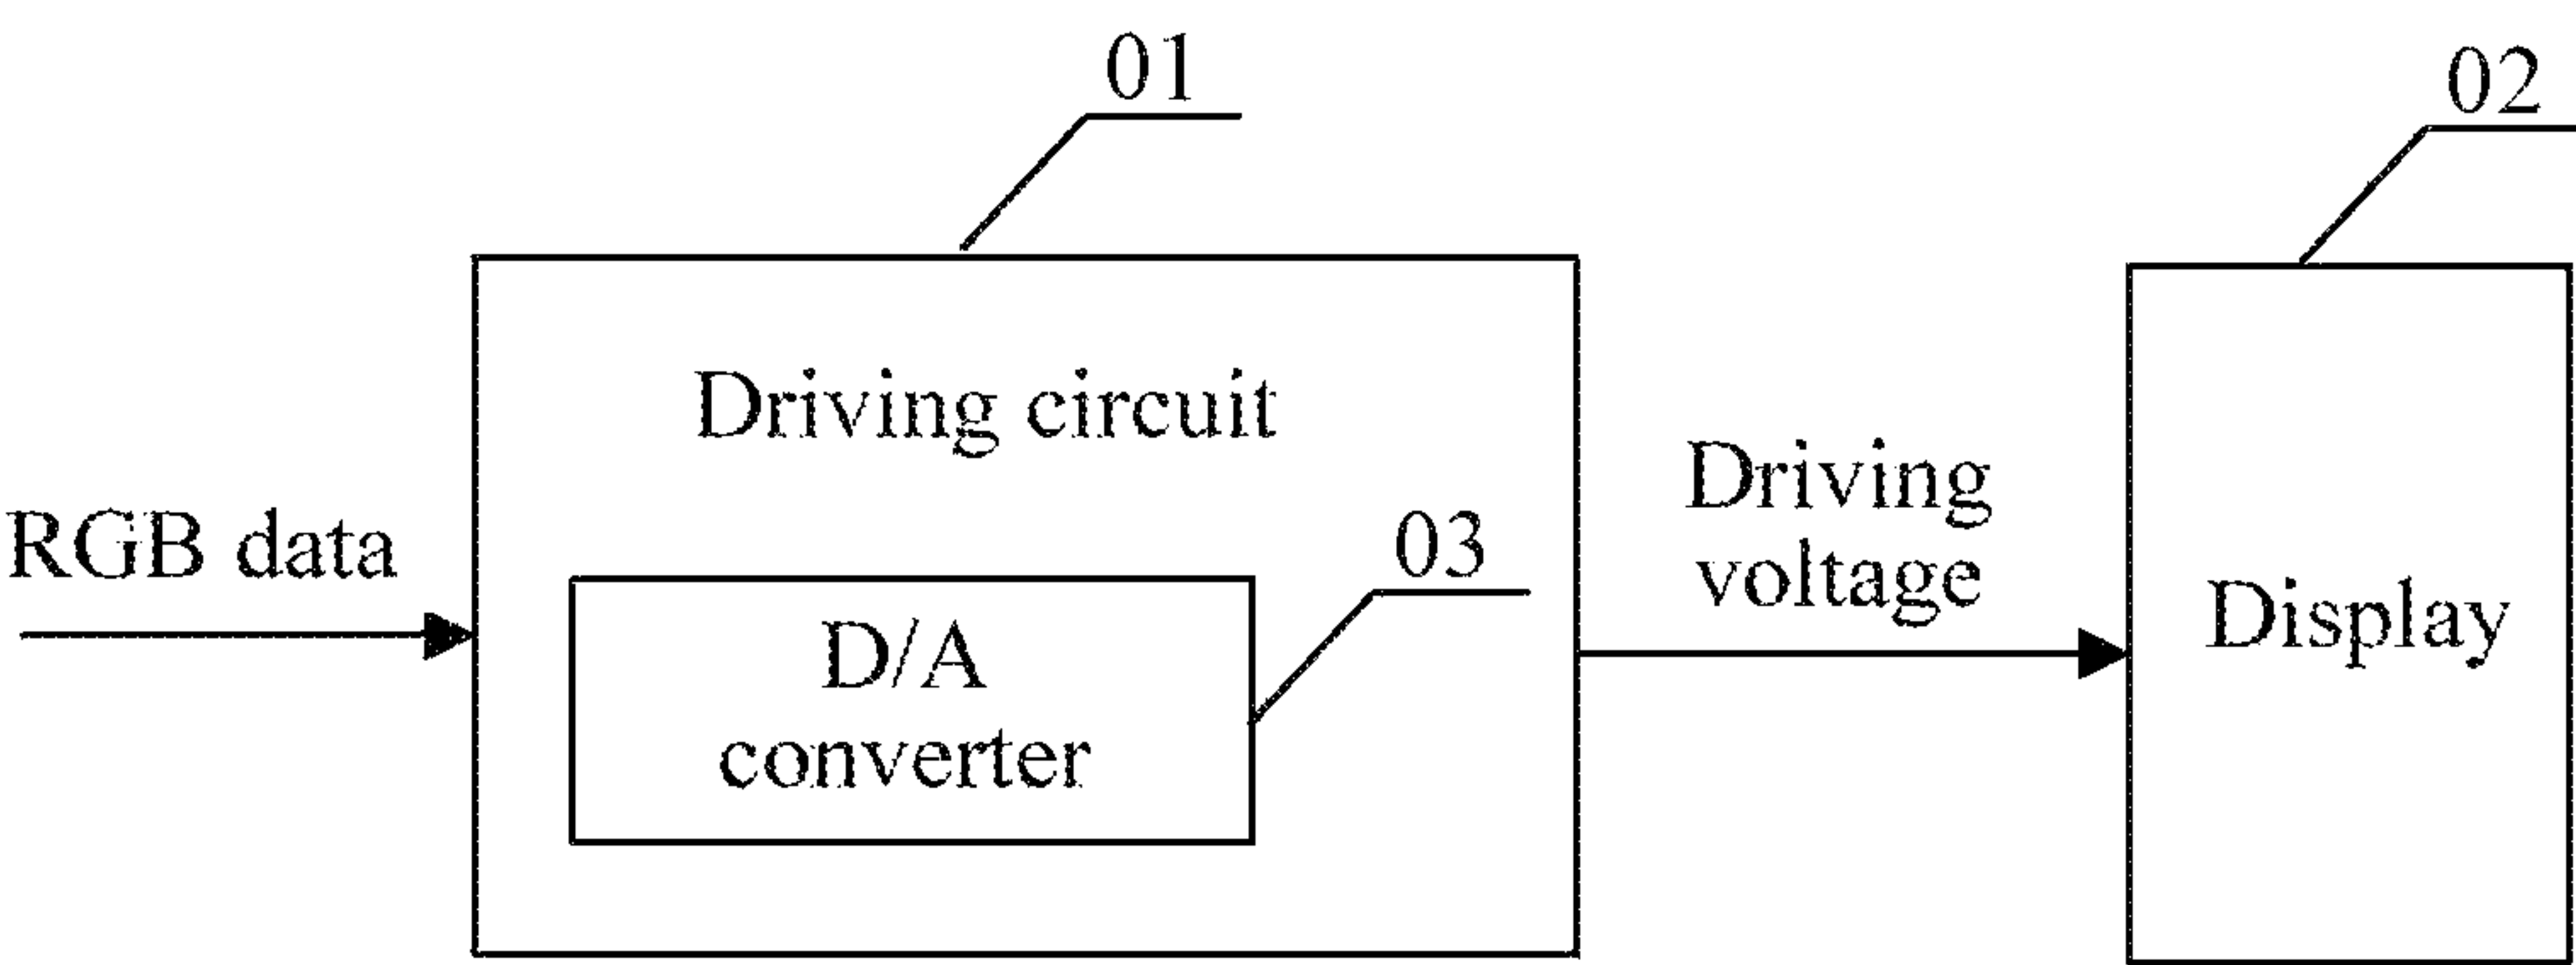 01
02
Driving circuit
RGB data
03
D/A
converter
Driving
voltage
Display